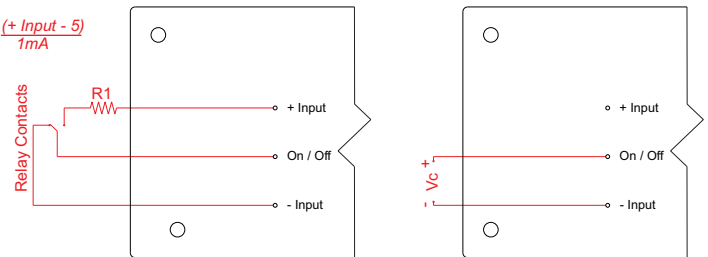 (+ Input - 5)
1mA
R1
Relay Contacts
+ Input
On / Off
- Input
+ Input
On / Off
- Input
+
Vc
-